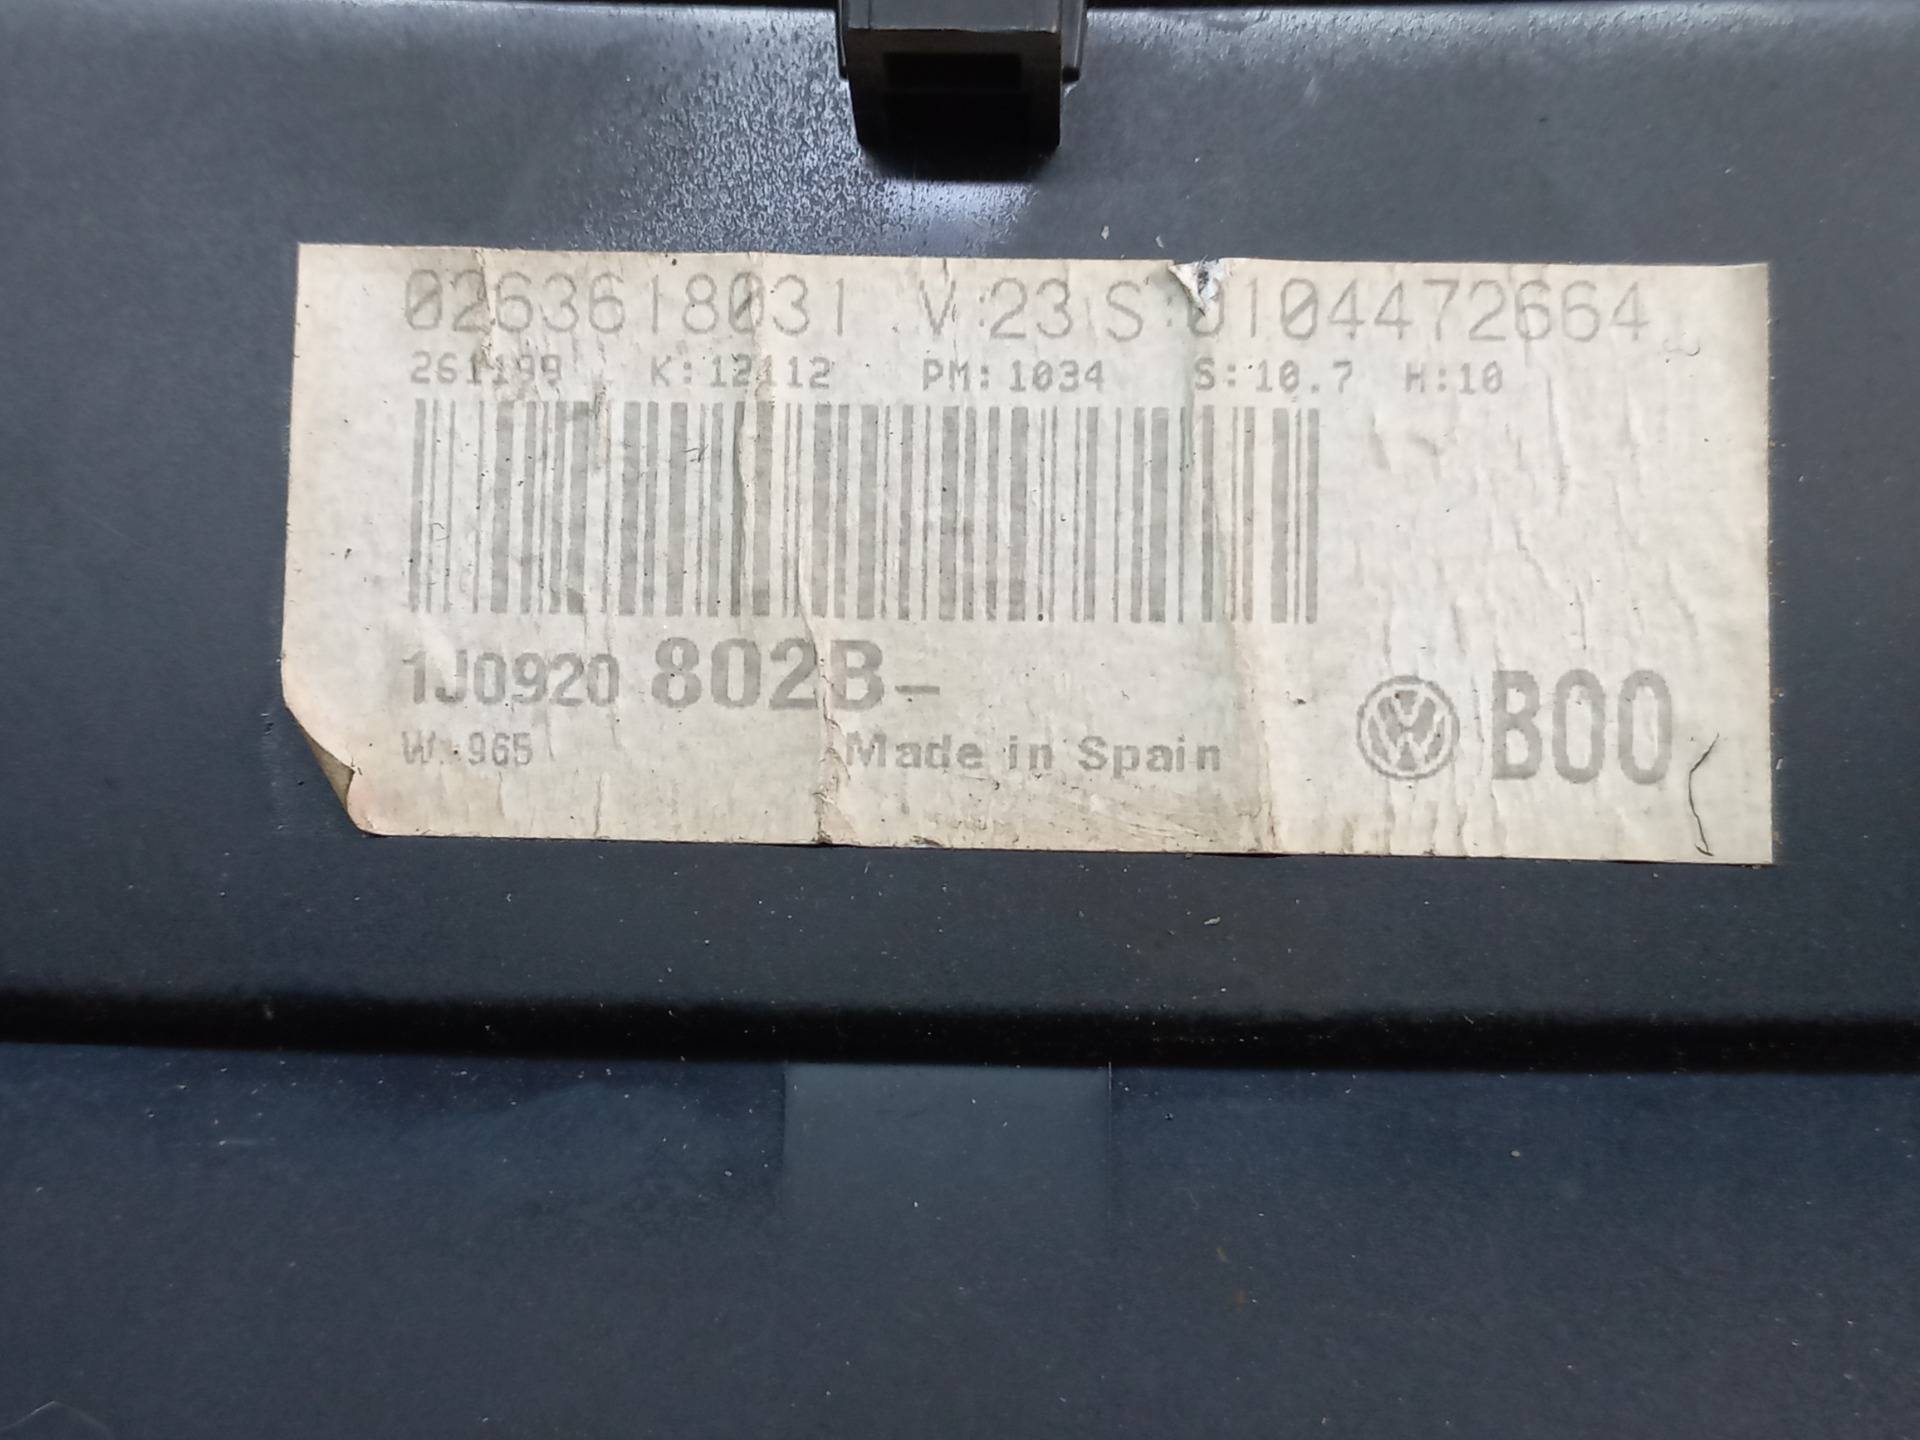 0263618031 V:23 S:0104472664
261199 K:12112 PM:1034 S:10.7 H:10
1J0920 802B-
W:965 Made in Spain B00